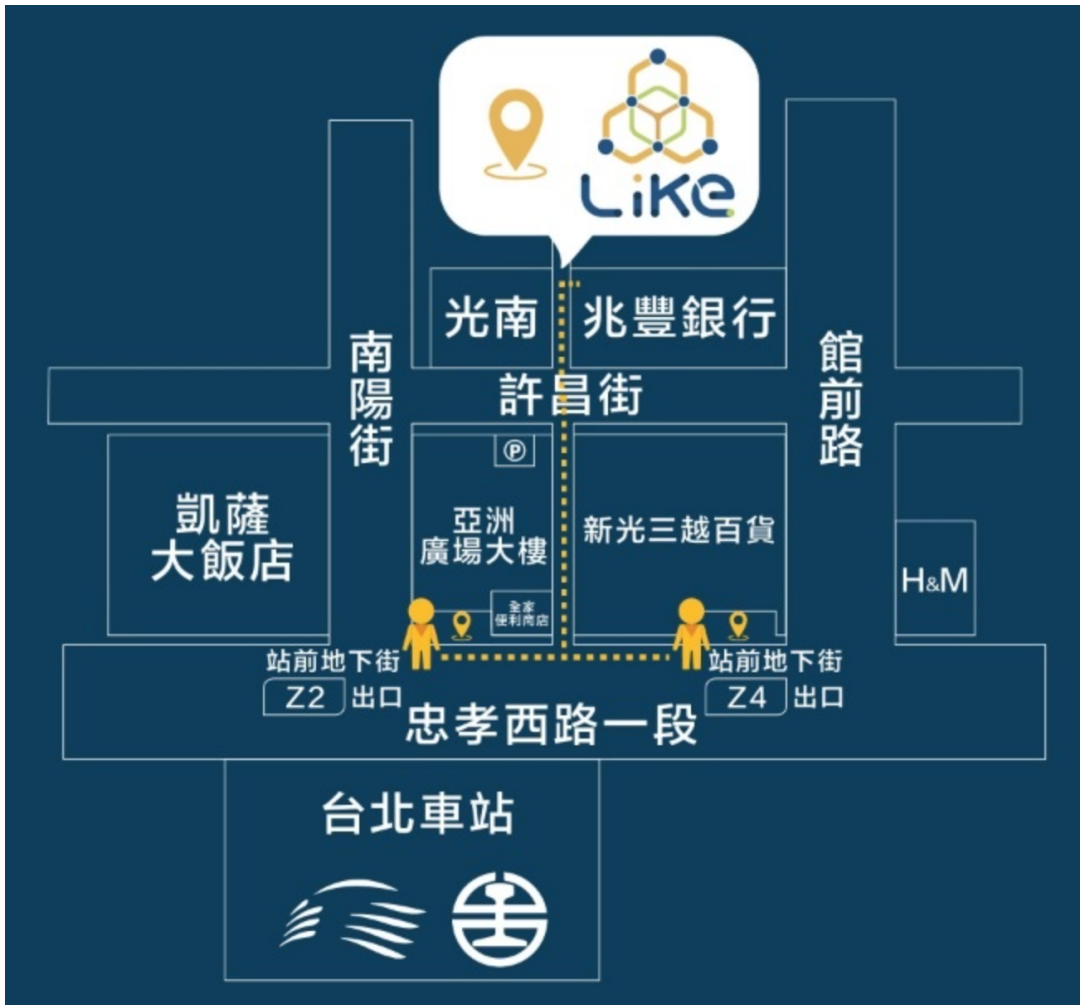 LiKe
光南
兆豐銀行
南陽街
許昌街
館前路
P
凱薩
大飯店
亞洲
廣場大樓
新光三越百貨
H&M
全家
便利商店
站前地下街
Z2 出口
站前地下街
Z4 出口
忠孝西路一段
台北車站